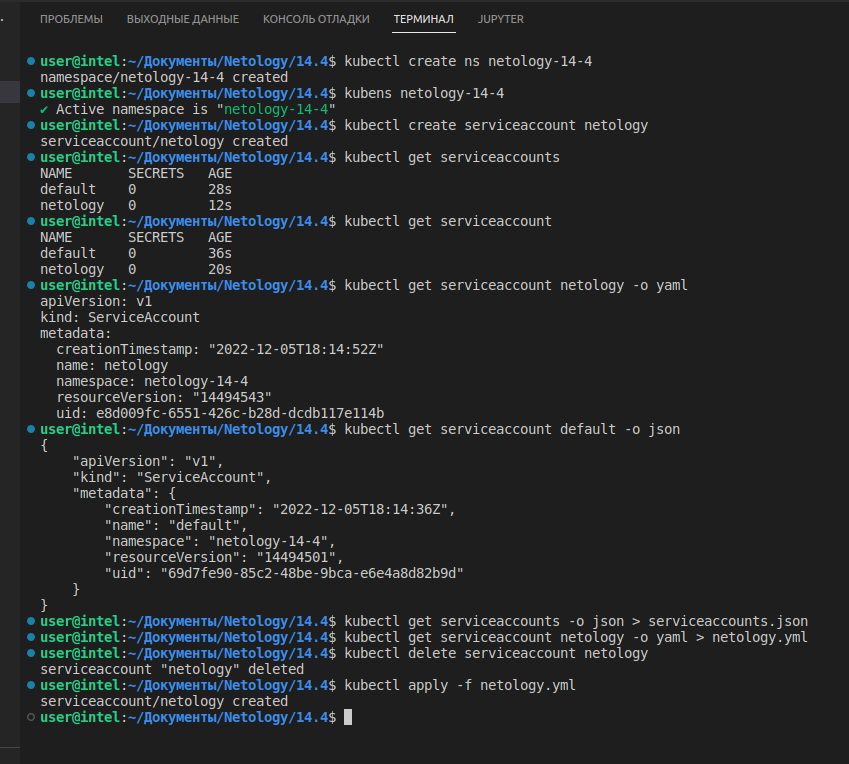 ПРОБЛЕМЫ ВЫХОДНЫЕ ДАННЫЕ КОНСОЛЬ ОТЛАДКИ ТЕРМИНАЛ JUPYTER
user@intel:~/Документы/Netology/14.4$ kubectl create ns netology-14-4
namespace/netology-14-4 created
user@intel:~/Документы/Netology/14.4$ kubens netology-14-4
✔ Active namespace is "netology-14-4"
user@intel:~/Документы/Netology/14.4$ kubectl create serviceaccount netology
serviceaccount/netology created
user@intel:~/Документы/Netology/14.4$ kubectl get serviceaccounts
NAME       SECRETS   AGE
default    0         28s
netology   0         12s
user@intel:~/Документы/Netology/14.4$ kubectl get serviceaccount
NAME       SECRETS   AGE
default    0         36s
netology   0         20s
user@intel:~/Документы/Netology/14.4$ kubectl get serviceaccount netology -o yaml
apiVersion: v1
kind: ServiceAccount
metadata:
  creationTimestamp: "2022-12-05T18:14:52Z"
  name: netology
  namespace: netology-14-4
  resourceVersion: "14494543"
  uid: e8d009fc-6551-426c-b28d-dcdb117e114b
user@intel:~/Документы/Netology/14.4$ kubectl get serviceaccount default -o json
{
    "apiVersion": "v1",
    "kind": "ServiceAccount",
    "metadata": {
        "creationTimestamp": "2022-12-05T18:14:36Z",
        "name": "default",
        "namespace": "netology-14-4",
        "resourceVersion": "14494501",
        "uid": "69d7fe90-85c2-48be-9bca-e6e4a8d82b9d"
    }
}
user@intel:~/Документы/Netology/14.4$ kubectl get serviceaccounts -o json > serviceaccounts.json
user@intel:~/Документы/Netology/14.4$ kubectl get serviceaccount netology -o yaml > netology.yml
user@intel:~/Документы/Netology/14.4$ kubectl delete serviceaccount netology
serviceaccount "netology" deleted
user@intel:~/Документы/Netology/14.4$ kubectl apply -f netology.yml
serviceaccount/netology created
user@intel:~/Документы/Netology/14.4$